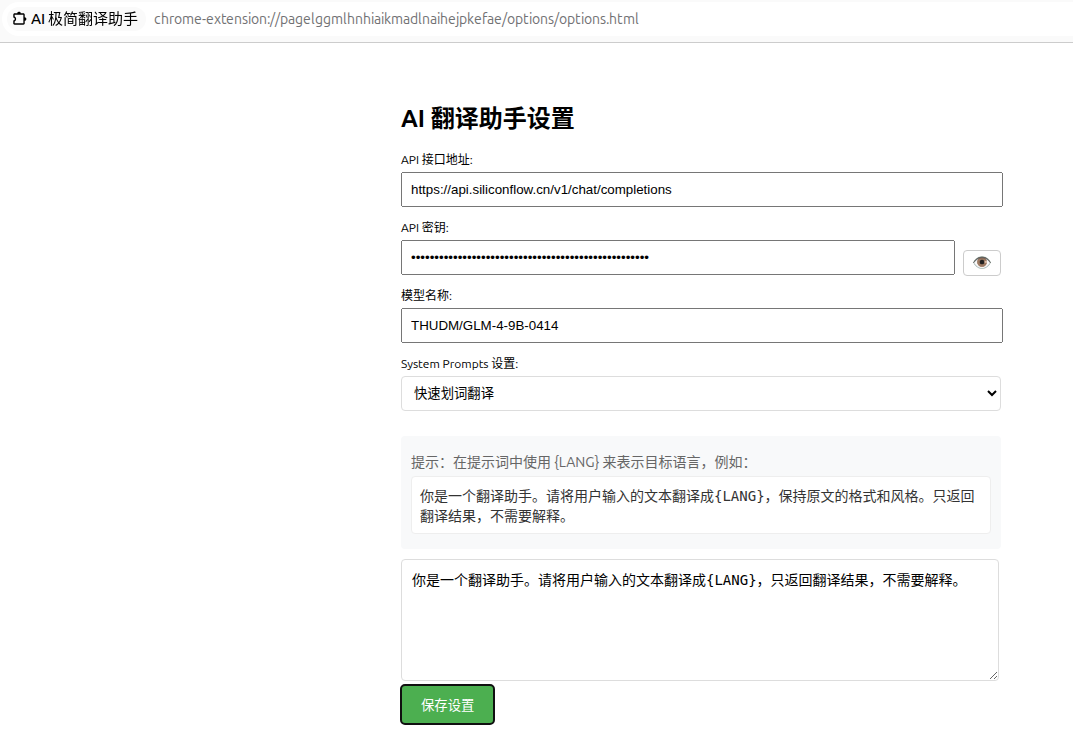 AI 极简翻译助手 chrome-extension://pagelggmlhnhiaikmadlnaihejpkefae/options/options.html
AI 翻译助手设置
API 接口地址:
https://api.siliconflow.cn/v1/chat/completions
API 密钥:
••••••••••••••••••••••••••••••••••••••••••••••••••••
模型名称:
THUDM/GLM-4-9B-0414
System Prompts 设置:
快速划词翻译
提示：在提示词中使用 {LANG} 来表示目标语言，例如：
你是一个翻译助手。请将用户输入的文本翻译成{LANG}，保持原文的格式和风格。只返回
翻译结果，不需要解释。
你是一个翻译助手。请将用户输入的文本翻译成{LANG}，只返回翻译结果，不需要解释。
保存设置